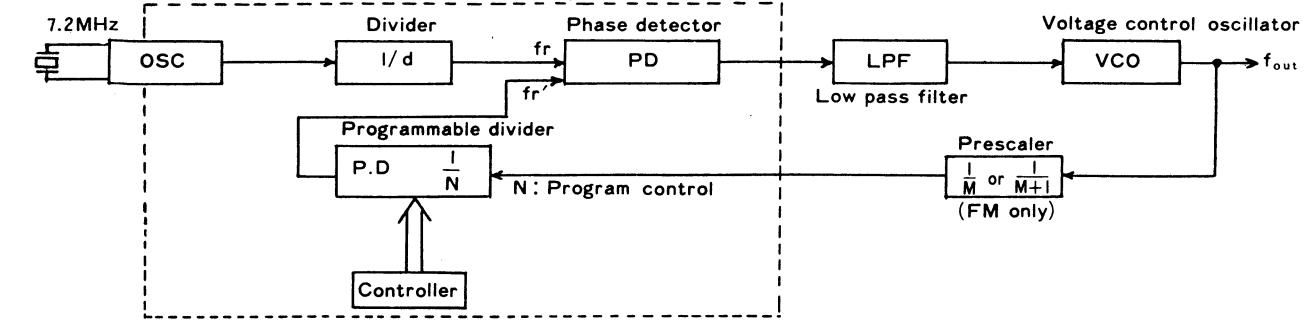 7.2MHz
OSC
Divider
1/d
fr
fr′
Phase detector
PD
LPF
Low pass filter
Voltage control oscillator
VCO
fout
Programmable divider
P.D 1/N
N: Program control
Prescaler
1/M or 1/M+1
(FM only)
Controller